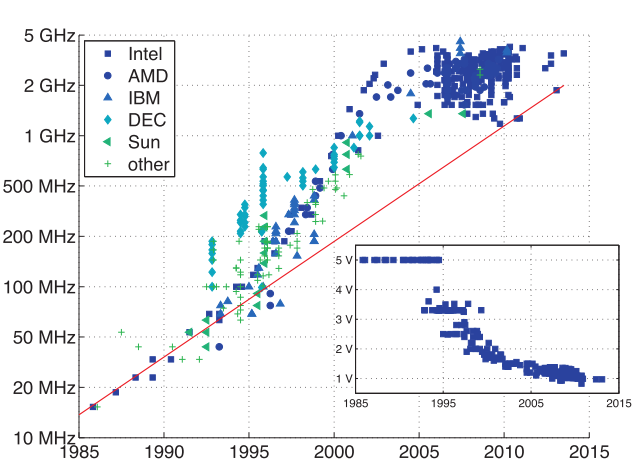 5 GHz
2 GHz
1 GHz
500 MHz
200 MHz
100 MHz
50 MHz
20 MHz
10 MHz
Intel
AMD
IBM
DEC
Sun
other
5 V
4 V
3 V
2 V
1 V
1985 1995 2005 2015
1985 1990 1995 2000 2005 2010 2015